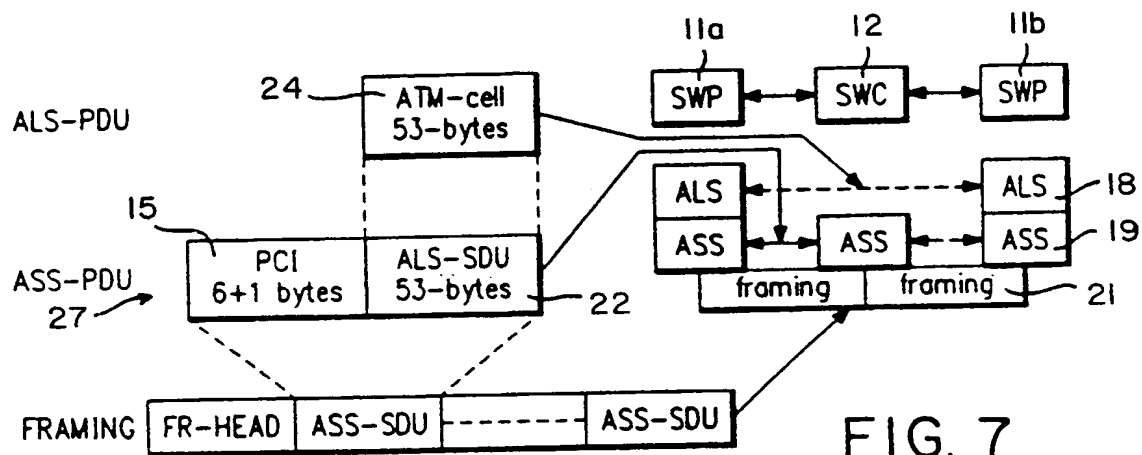 11a
12
11b
24
ATM-cell
53-bytes
SWP
SWC
SWP
ALS-PDU
15
ALS
ALS
18
ASS
ASS
ASS
19
ASS-PDU
27
PCI
6+1 bytes
ALS-SDU
53-bytes
22
framing
framing
21
FRAMING
FR-HEAD
ASS-SDU
ASS-SDU
FIG. 7